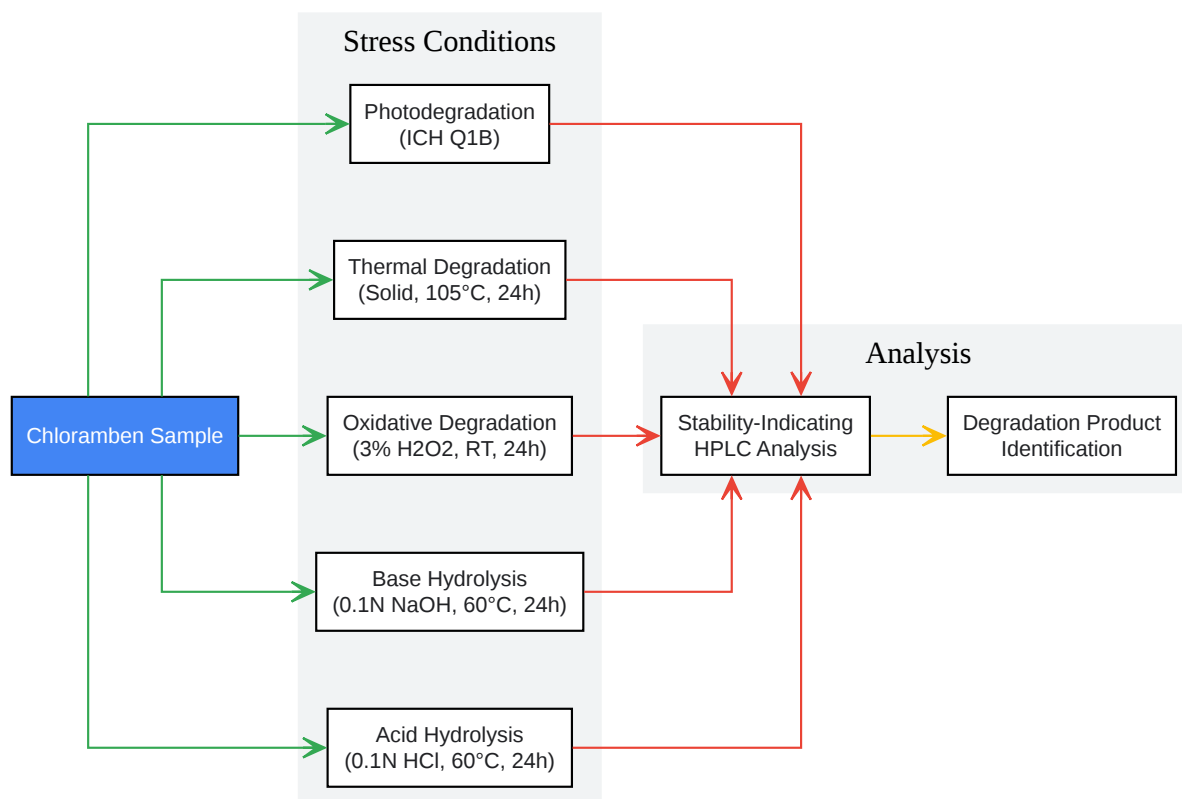 Stress Conditions
Photodegradation
(ICH Q1B)
Thermal Degradation
(Solid, 105°C, 24h)
Analysis
Chloramben Sample
Oxidative Degradation
(3% H2O2, RT, 24h)
Stability-Indicating
HPLC Analysis
Degradation Product
Identification
Base Hydrolysis
(0.1N NaOH, 60°C, 24h)
Acid Hydrolysis
(0.1N HCl, 60°C, 24h)